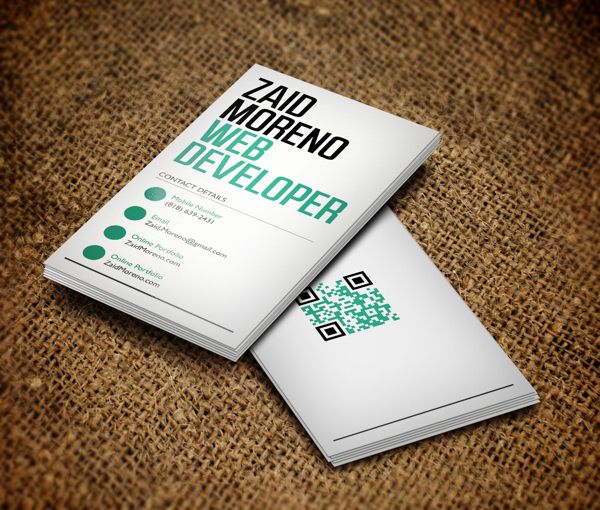 ZAID
MORENO
WEB
DEVELOPER
CONTACT DETAILS
Mobile Number
(818) 639-2431
Email
Zaid.Moreno@gmail.com
Online Portfolio
ZaidMoreno.com
Online Portfolio
ZaidMoreno.com